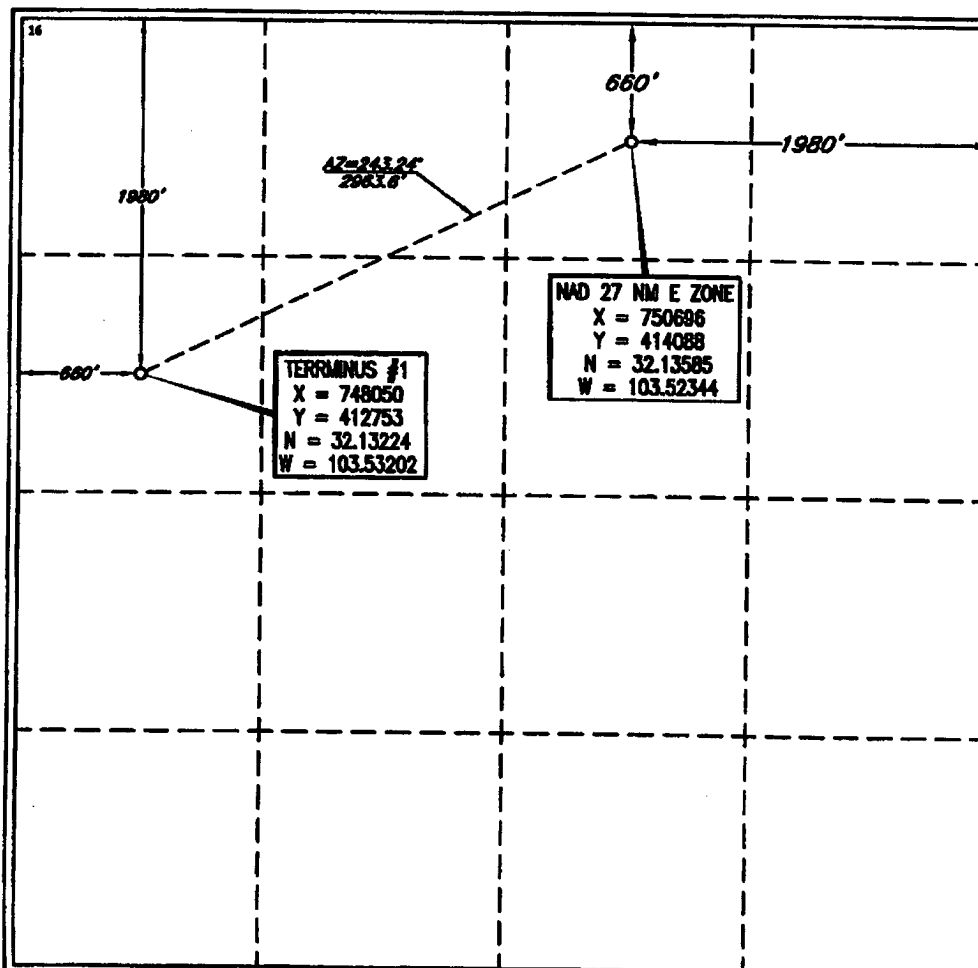 16
660'
1980'
1980'
AZ=243.24°
2963.6'
NAD 27 NM E ZONE
X = 750696
Y = 414088
N = 32.13585
W = 103.52344
660'
TERRMINUS #1
X = 748050
Y = 412753
N = 32.13224
W = 103.53202